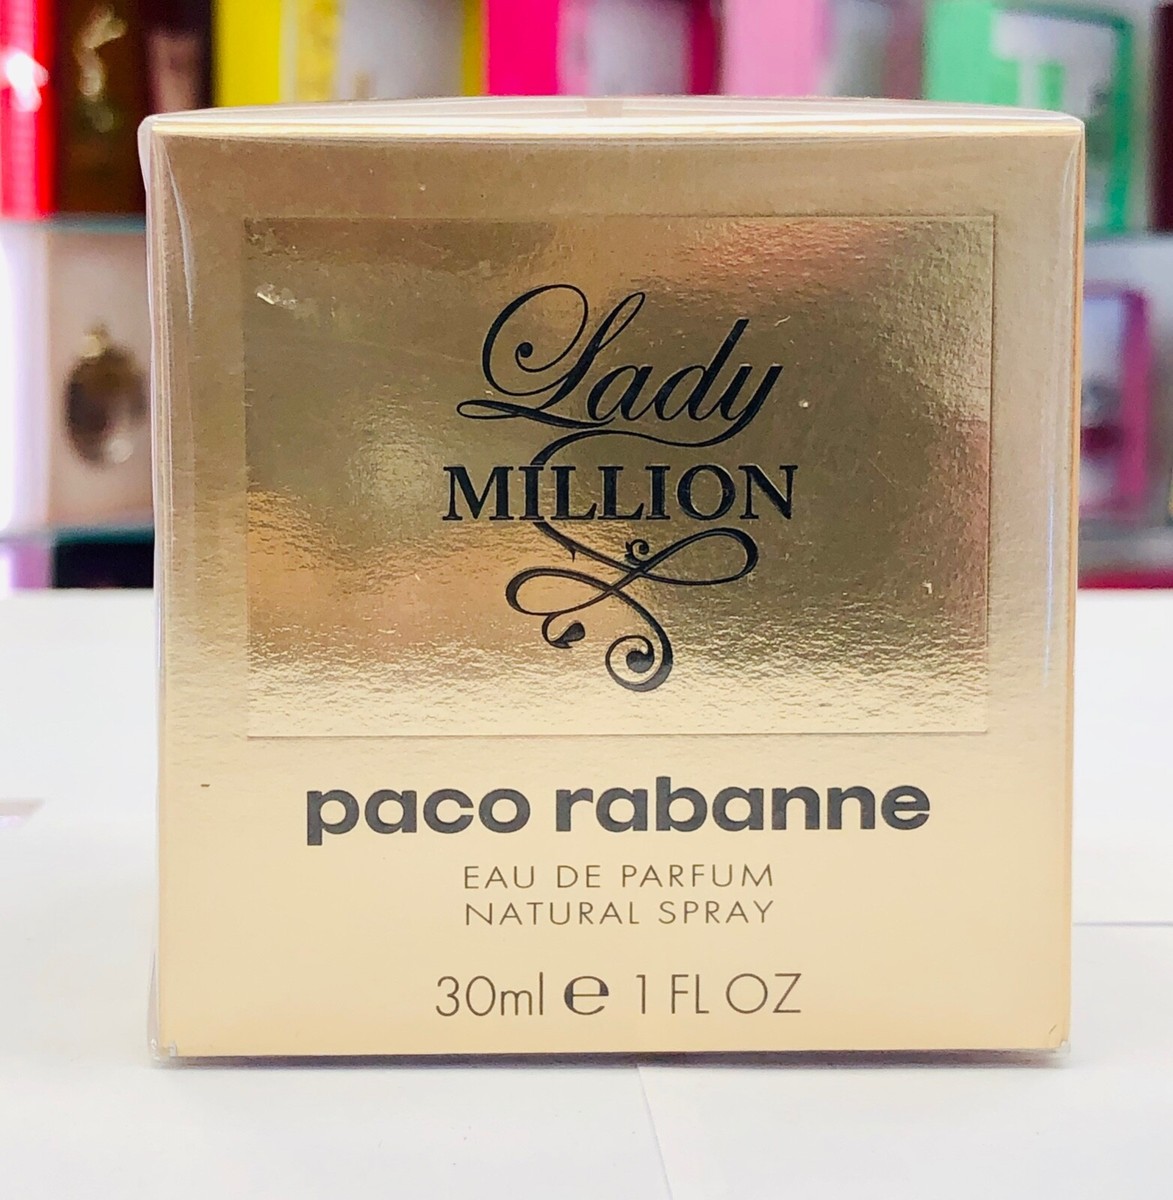 Lady
MILLION
paco rabanne
EAU DE PARFUM
NATURAL SPRAY
30ml ℮ 1 FL OZ